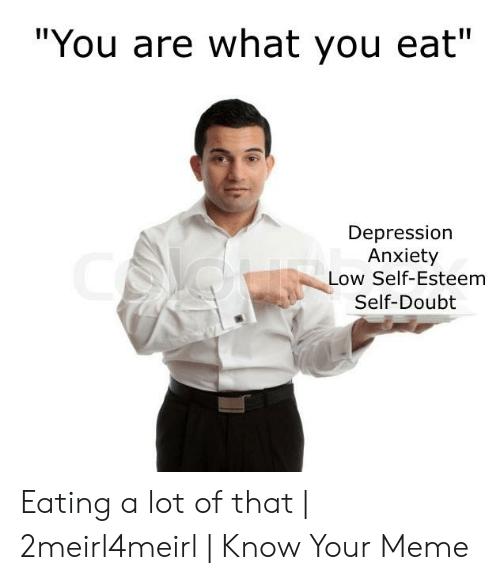 "You are what you eat"
Depression
Anxiety
Low Self-Esteem
Self-Doubt
Eating a lot of that |
2meirl4meirl | Know Your Meme